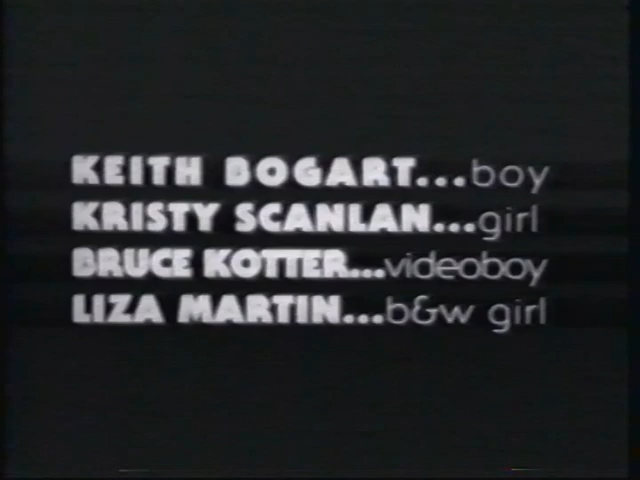 KEITH BOGART...boy
KRISTY SCANLAN...girl
BRUCE KOTTER...videoboy
LIZA MARTIN...b&w girl